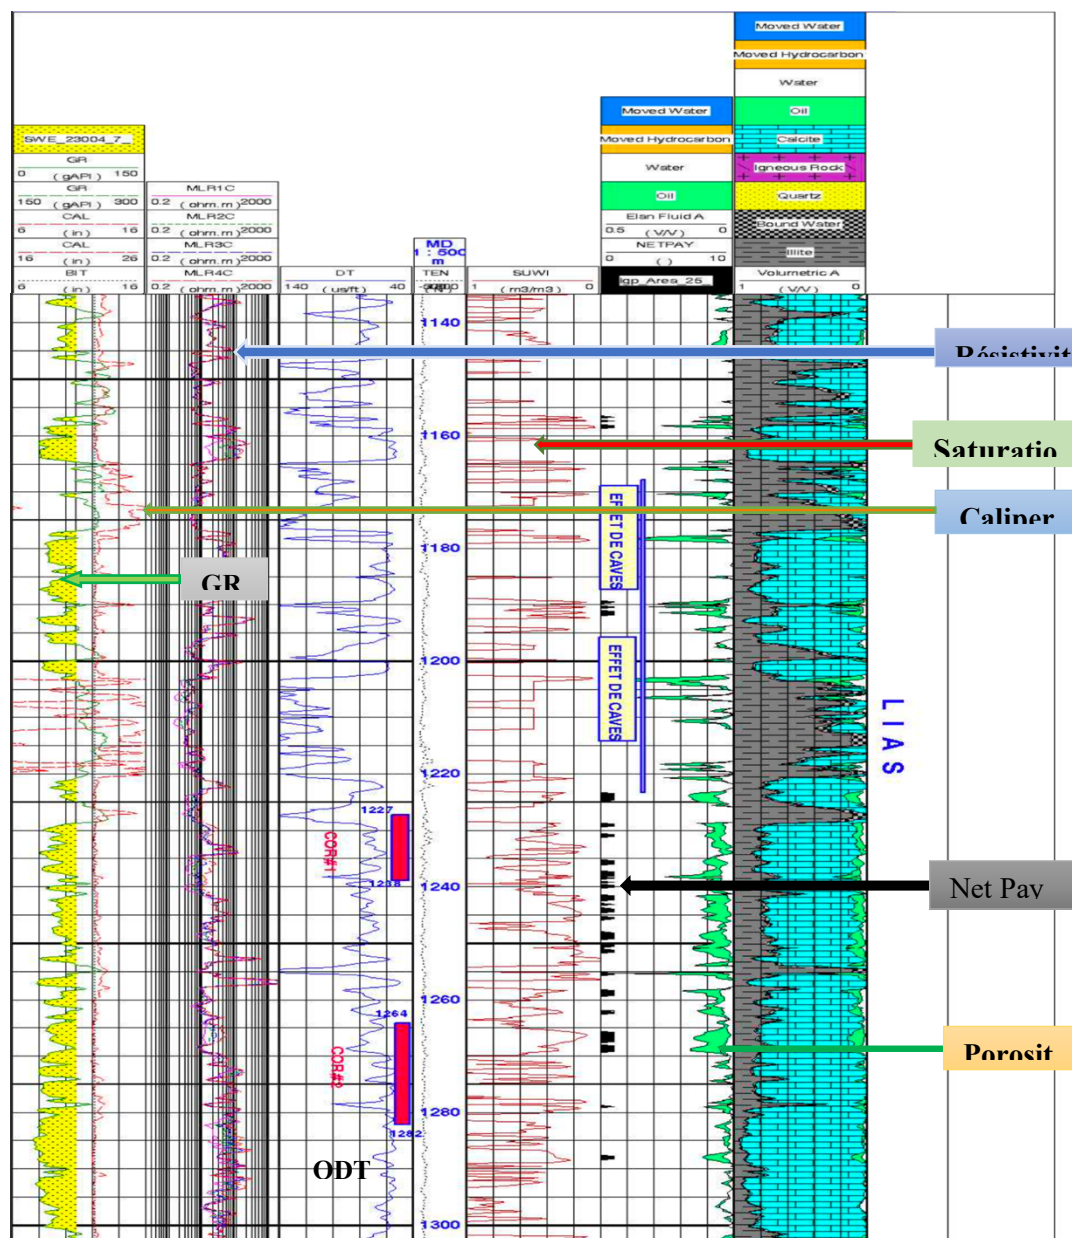 Moved Water
Moved Hydrocarbon
Water
Oil
Calcite
Igneous Rock
Quartz
Bound Water
Illite
Volumetric A
1 (V/V) 0
Moved Water
Moved Hydrocarbon
Water
Oil
Elan Fluid A
0.5 (V/V) 0
NETPAY
0 ( ) 10
Igp_Ares_25_
SWE_23004_7_
GR
0 (gAPI) 150
GR
150 (gAPI) 300
CAL
6 (in) 16
CAL
16 (in) 26
BIT
6 (in) 16
MLR1C
0.2 (ohm.m) 2000
MLR2C
0.2 (ohm.m) 2000
MLR3C
0.2 (ohm.m) 2000
MLR4C
0.2 (ohm.m) 2000
DT
140 (us/ft) 40
MD
1 : 500
m
TEN
SUWI
1 (m3/m3) 0
1140
Résistivit
1160
Saturatio
EFFET DE CAVES
Caliper
1180
GR
1200
EFFET DE CAVES
LIAS
1220
1227
COR#1
1238
1240
Net Pay
1260
1264
COR#2
Porosit
1280
1282
ODT
1300